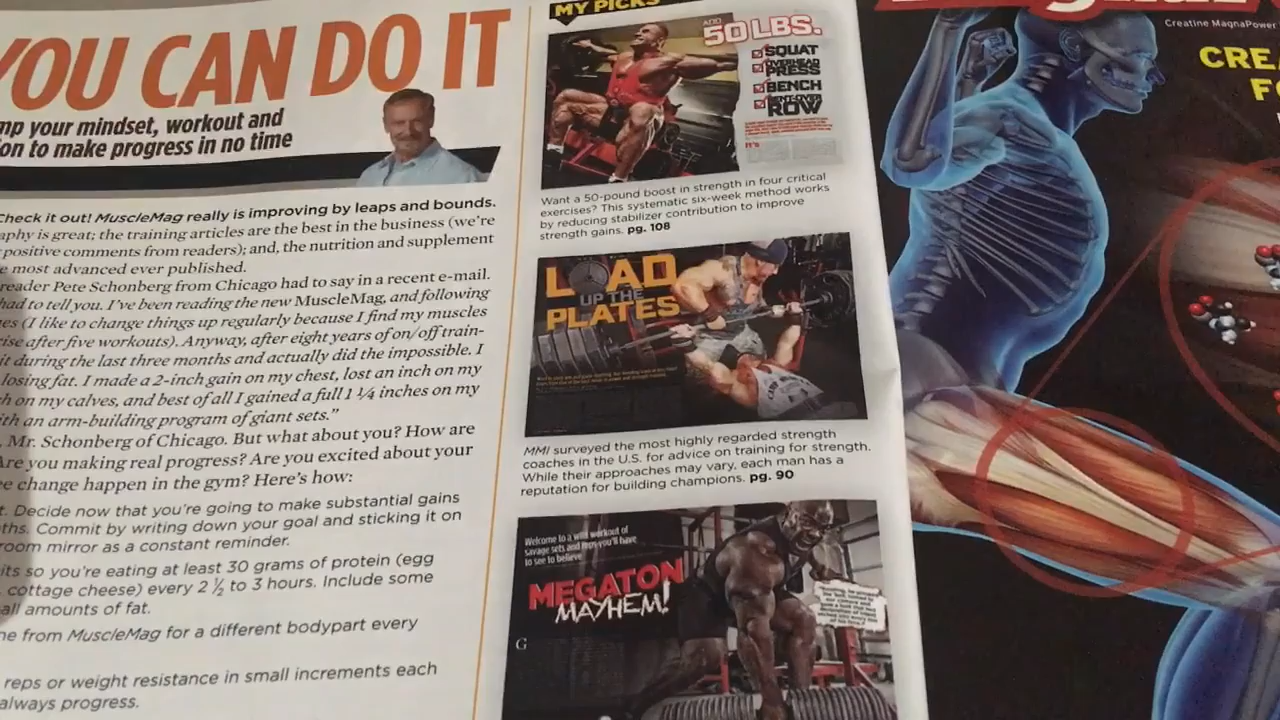 YOU CAN DO IT
mp your mindset, workout and
on to make progress in no time
Check it out! MuscleMag really is improving by leaps and bounds.
aphy is great; the training articles are the best in the business (we're
positive comments from readers); and, the nutrition and supplement
e most advanced ever published.
reader Pete Schonberg from Chicago had to say in a recent e-mail.
had to tell you. I've been reading the new MuscleMag, and following
es (I like to change things up regularly because I find my muscles
ise after five workouts). Anyway, after eight years of on/off train-
it during the last three months and actually did the impossible. I
losing fat. I made a 2-inch gain on my chest, lost an inch on my
h on my calves, and best of all I gained a full 1 ¼ inches on my
ith an arm-building program of giant sets."
, Mr. Schonberg of Chicago. But what about you? How are
Are you making real progress? Are you excited about your
e change happen in the gym? Here's how:
t. Decide now that you're going to make substantial gains
ths. Commit by writing down your goal and sticking it on
room mirror as a constant reminder.
its so you're eating at least 30 grams of protein (egg
, cottage cheese) every 2 ½ to 3 hours. Include some
all amounts of fat.
ne from MuscleMag for a different bodypart every
reps or weight resistance in small increments each
always progress.
MY PICKS
ADD
50 LBS.
SQUAT
OVERHEAD
PRESS
BENCH
BENT-OVER
ROW
It's
Want a 50-pound boost in strength in four critical
exercises? This systematic six-week method works
by reducing stabilizer contribution to improve
strength gains. pg. 108
LOAD
UP THE
PLATES
MMI surveyed the most highly regarded strength
coaches in the U.S. for advice on training for strength.
While their approaches may vary, each man has a
reputation for building champions. pg. 90
Welcome to a wild workout of
savage sets and reps you'll have
to see to believe
MEGATON
MAYHEM!
G
Creatine MagnaPower
CREA
FO